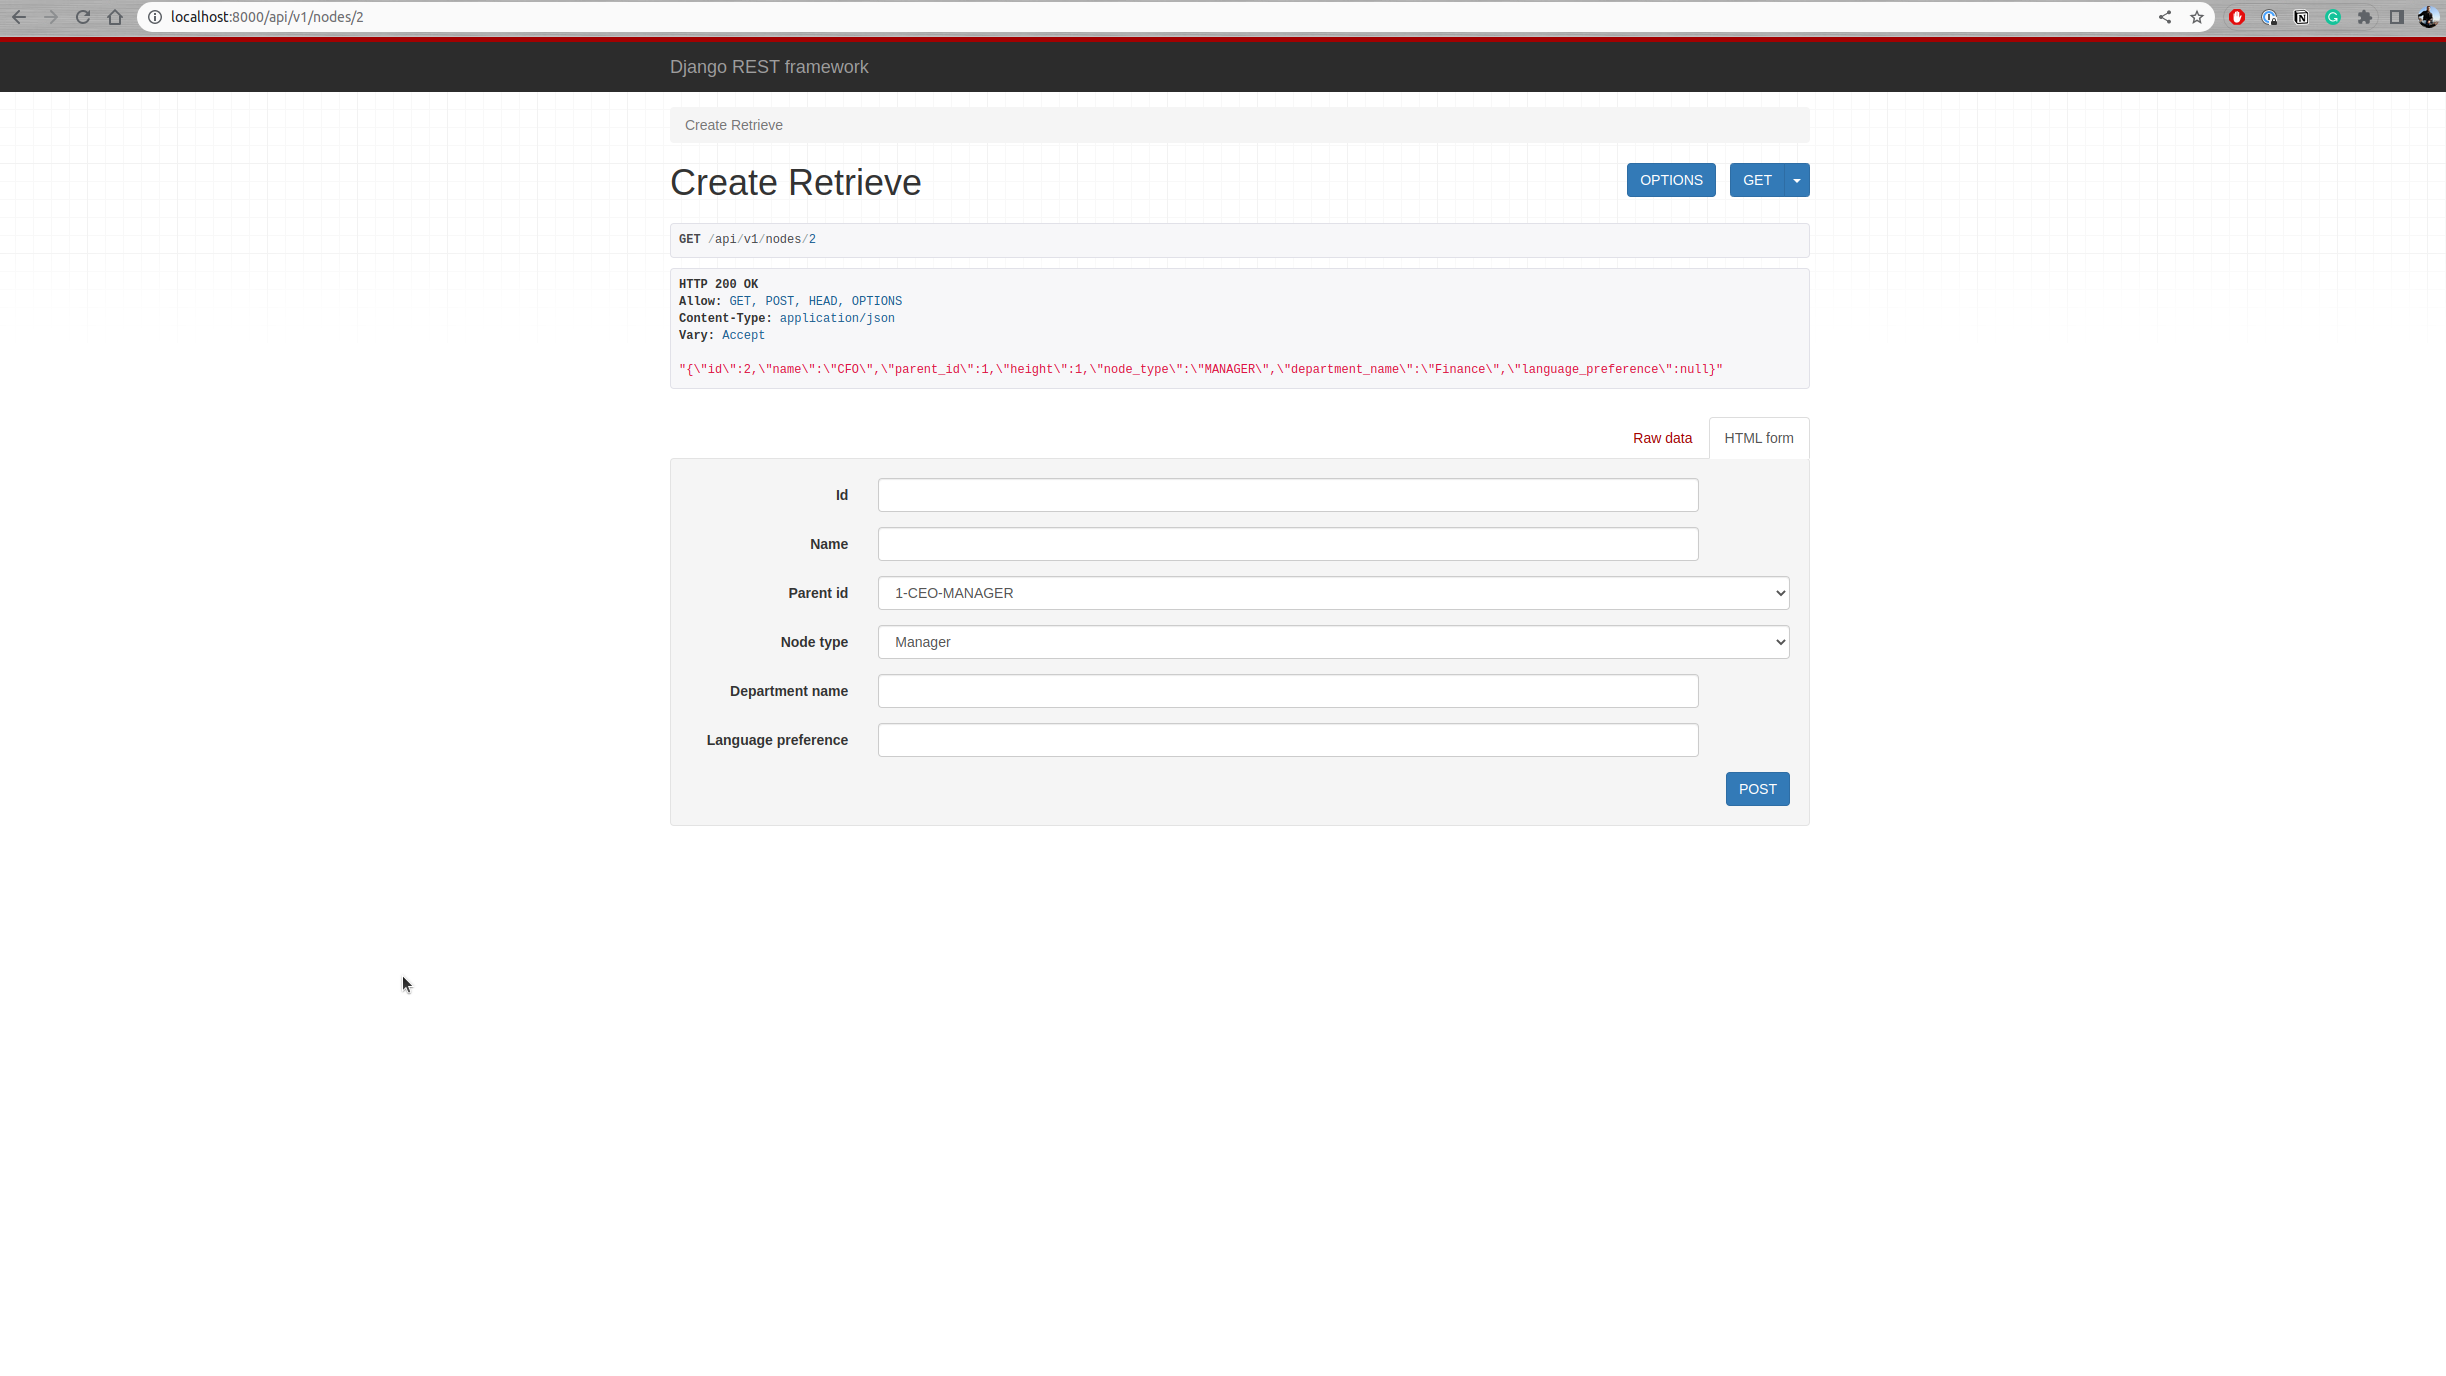 localhost:8000/api/v1/nodes/2
Django REST framework
Create Retrieve
Create Retrieve
OPTIONS
GET
GET /api/v1/nodes/2
HTTP 200 OK
Allow: GET, POST, HEAD, OPTIONS
Content-Type: application/json
Vary: Accept
"{\"id\":2,\"name\":\"CFO\",\"parent_id\":1,\"height\":1,\"node_type\":\"MANAGER\",\"department_name\":\"Finance\",\"language_preference\":null}"
Raw data
HTML form
Id
Name
Parent id
1-CEO-MANAGER
Node type
Manager
Department name
Language preference
POST